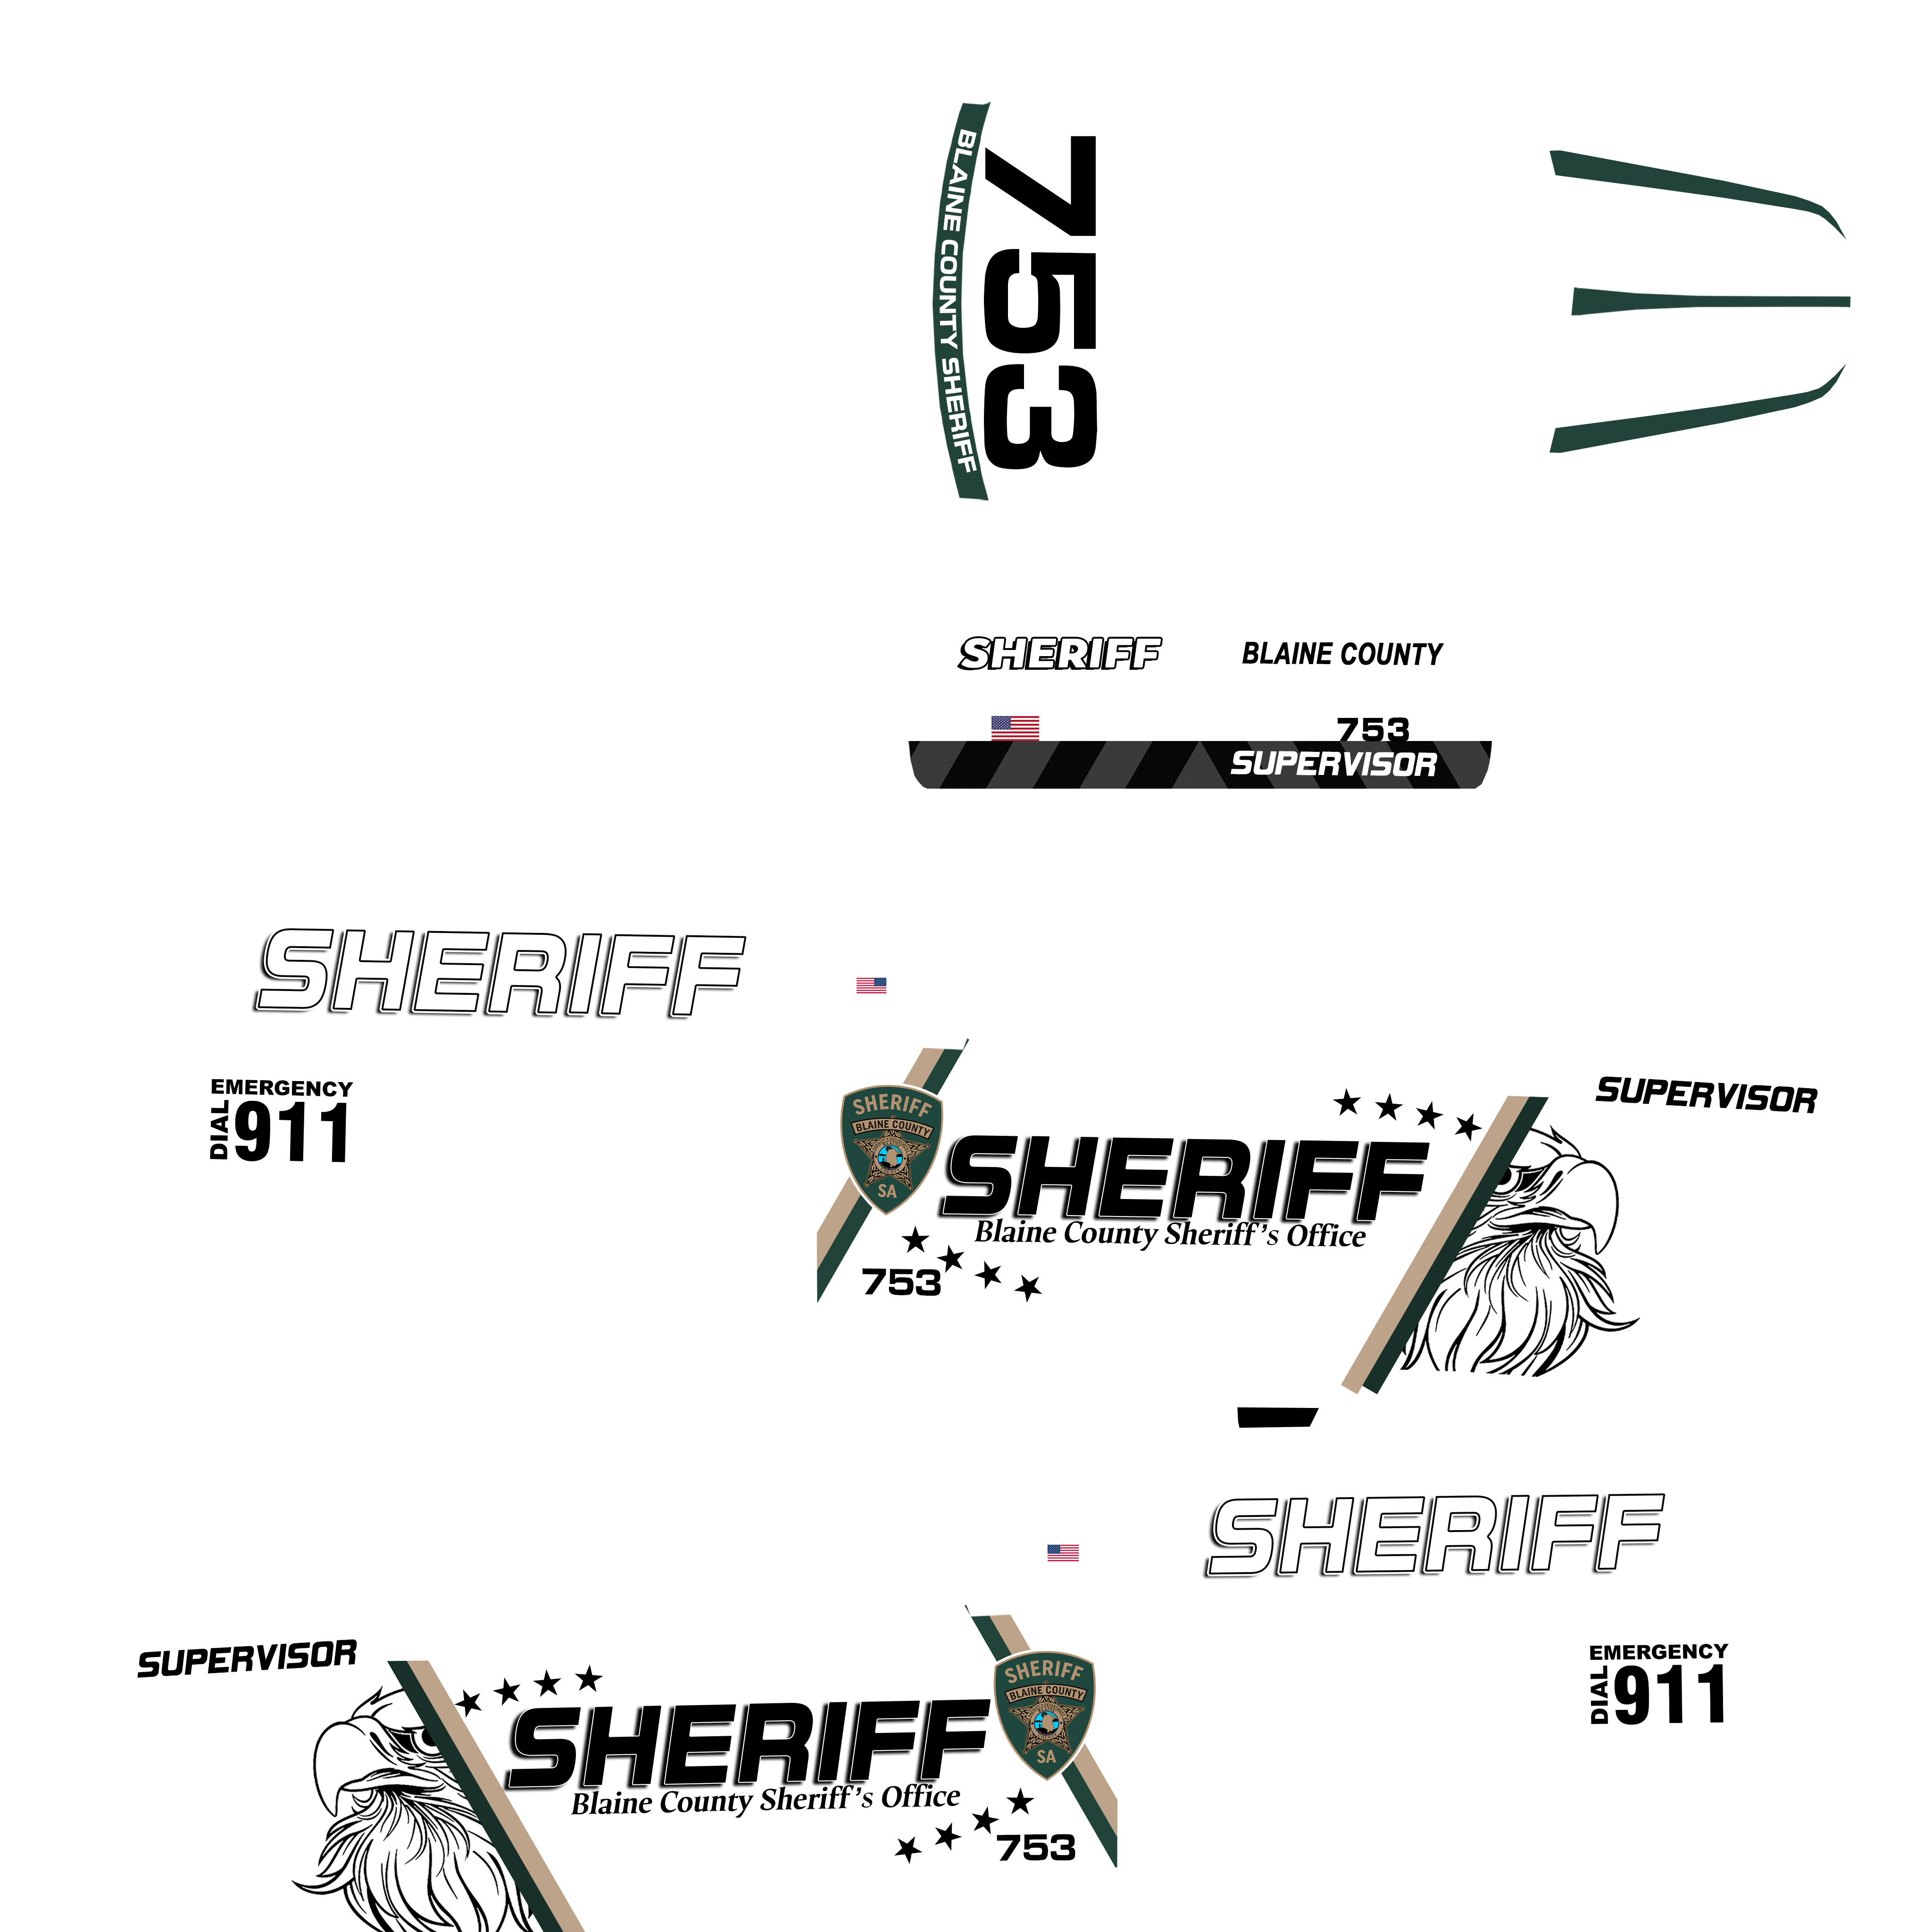 BLAINE COUNTY SHERIFF
753
SHERIFF
BLAINE COUNTY
753
SUPERVISOR
SHERIFF
EMERGENCY
DIAL
911
SHERIFF
BLAINE COUNTY
SA
SHERIFF
Blaine County Sheriff's Office
753
SUPERVISOR
SHERIFF
SUPERVISOR
SHERIFF
Blaine County Sheriff's Office
SHERIFF
BLAINE COUNTY
SA
753
EMERGENCY
DIAL
911